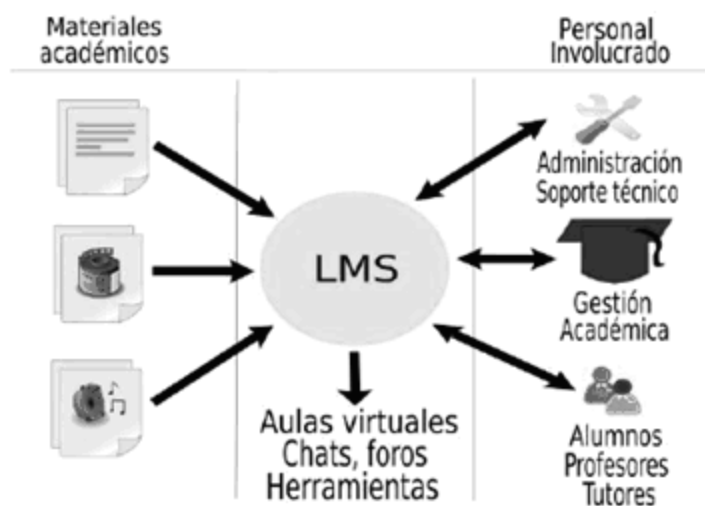 Materiales
académicos
Personal
Involucrado
LMS
Administración
Soporte técnico
Gestión
Académica
Aulas virtuales
Chats, foros
Herramientas
Alumnos
Profesores
Tutores